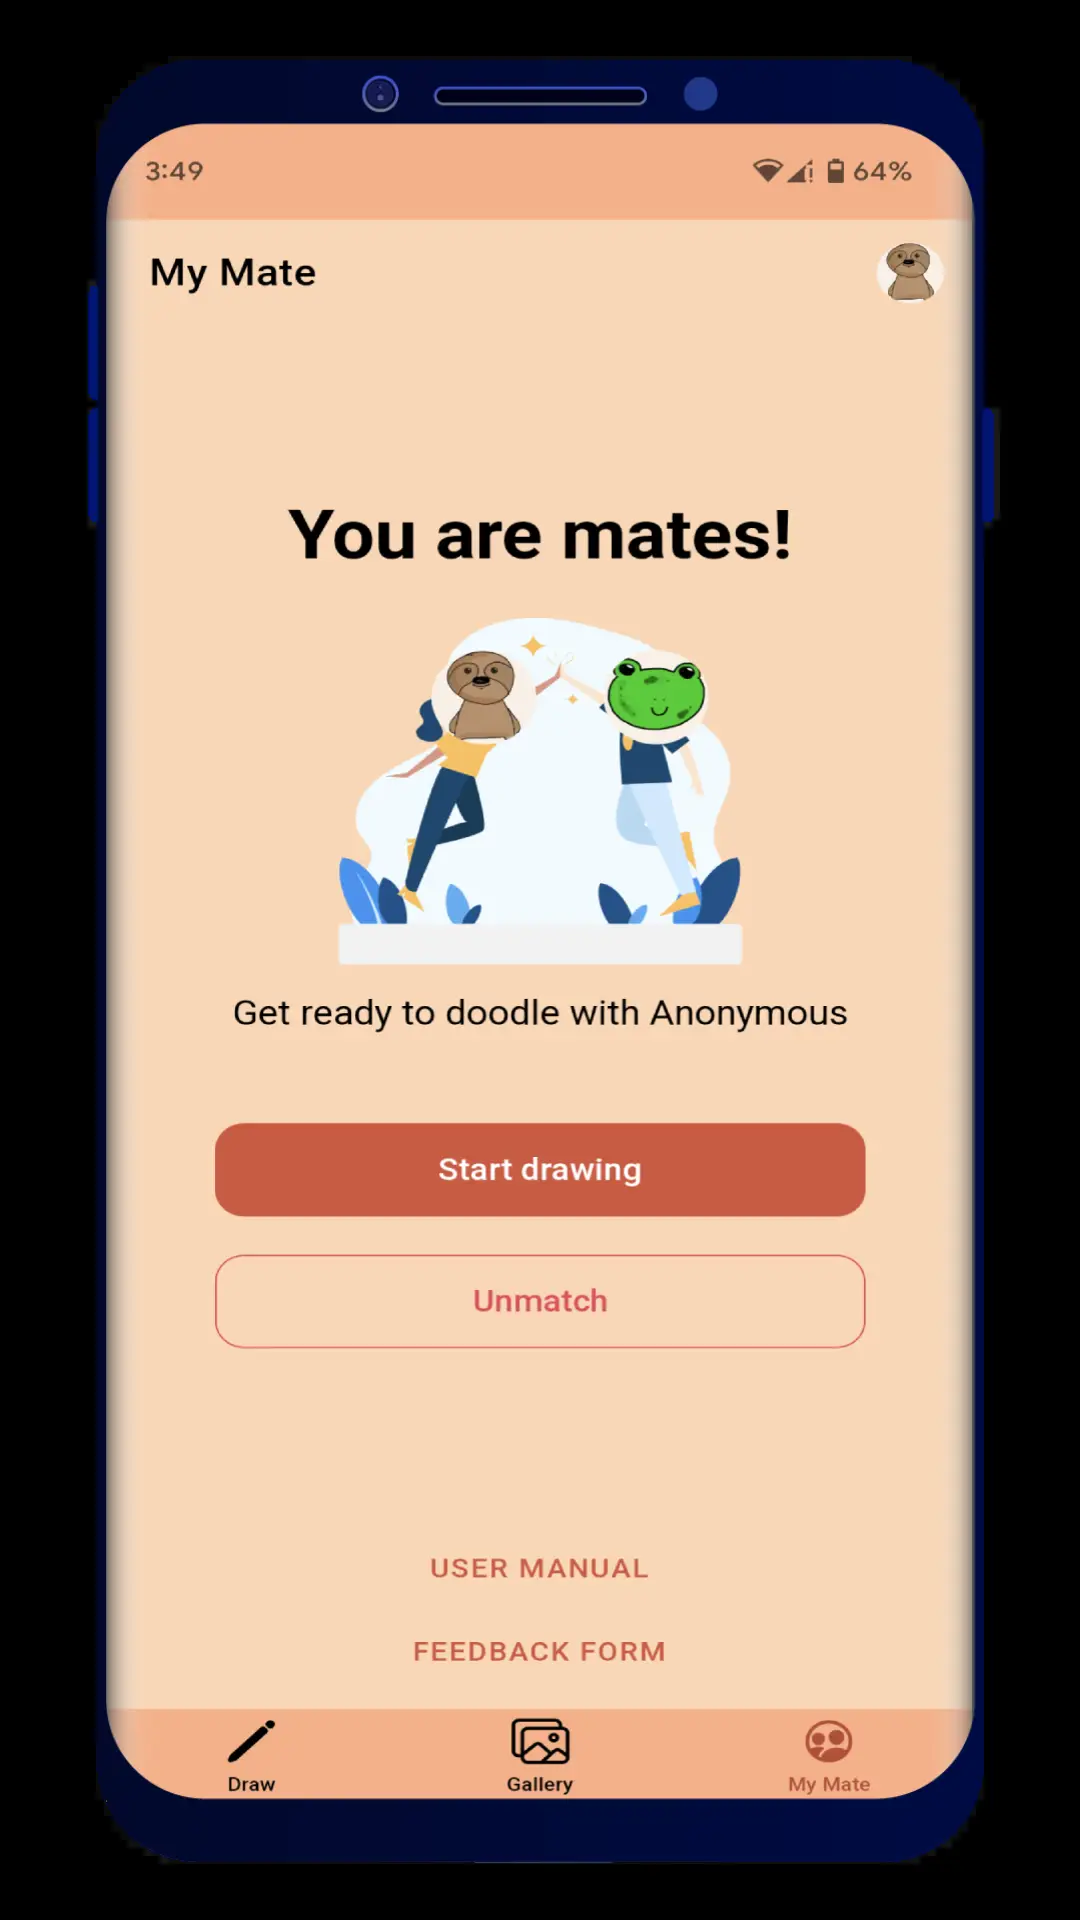 3:49
64%
My Mate
You are mates!
Get ready to doodle with Anonymous
Start drawing
Unmatch
USER MANUAL
FEEDBACK FORM
Draw
Gallery
My Mate